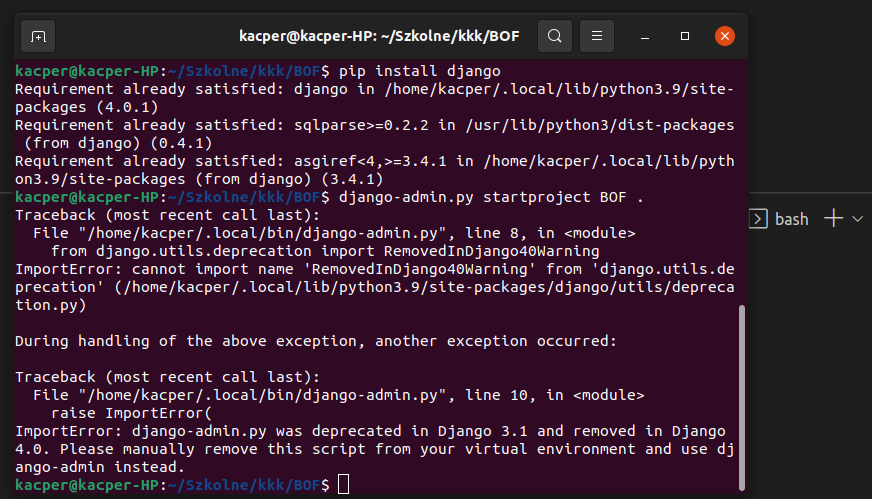 kacper@kacper-HP: ~/Szkolne/kkk/BOF
kacper@kacper-HP:~/Szkolne/kkk/BOF$ pip install django
Requirement already satisfied: django in /home/kacper/.local/lib/python3.9/site-
packages (4.0.1)
Requirement already satisfied: sqlparse>=0.2.2 in /usr/lib/python3/dist-packages
 (from django) (0.4.1)
Requirement already satisfied: asgiref<4,>=3.4.1 in /home/kacper/.local/lib/pyth
on3.9/site-packages (from django) (3.4.1)
kacper@kacper-HP:~/Szkolne/kkk/BOF$ django-admin.py startproject BOF .
Traceback (most recent call last):
  File "/home/kacper/.local/bin/django-admin.py", line 8, in <module>
    from django.utils.deprecation import RemovedInDjango40Warning
ImportError: cannot import name 'RemovedInDjango40Warning' from 'django.utils.de
precation' (/home/kacper/.local/lib/python3.9/site-packages/django/utils/depreca
tion.py)
During handling of the above exception, another exception occurred:
Traceback (most recent call last):
  File "/home/kacper/.local/bin/django-admin.py", line 10, in <module>
    raise ImportError(
ImportError: django-admin.py was deprecated in Django 3.1 and removed in Django
4.0. Please manually remove this script from your virtual environment and use dj
ango-admin instead.
kacper@kacper-HP:~/Szkolne/kkk/BOF$
bash